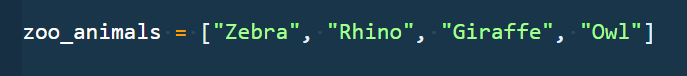 zoo_animals = ["Zebra", "Rhino", "Giraffe", "Owl"]